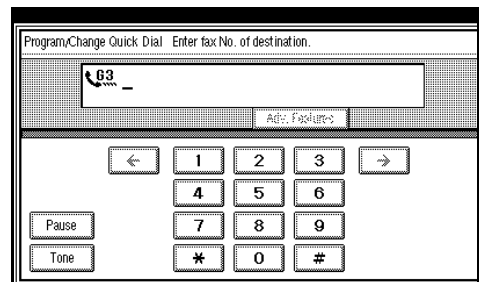 Program/Change Quick Dial Enter fax No. of destination.
G3 _
Adv. Features
← 1 2 3 →
4 5 6
Pause 7 8 9
Tone * 0 #